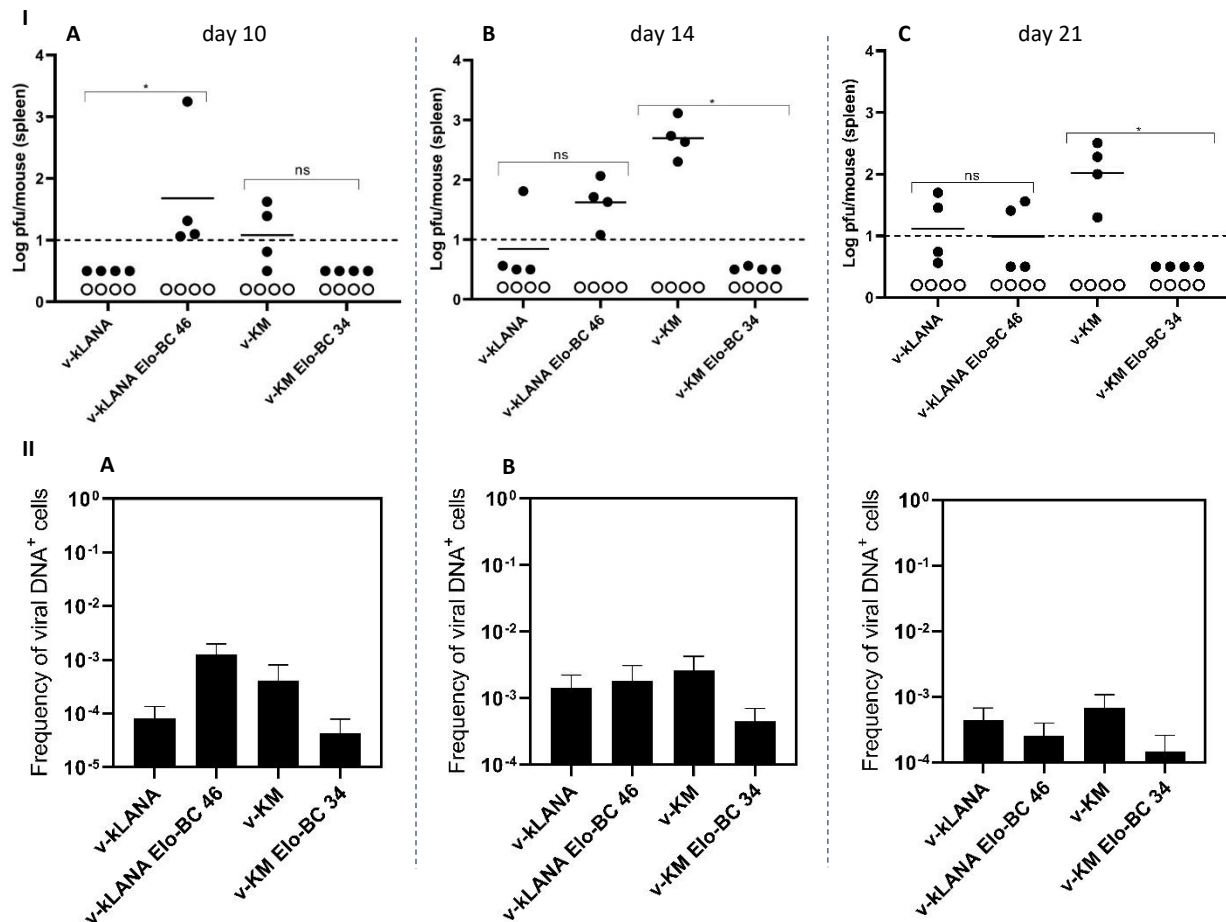 I
A day 10
Log pfu/mouse (spleen)
4
3
2
1
0
*
ns
v-kLANA
v-kLANA Elo-BC 46
v-KM
v-KM Elo-BC 34
B day 14
Log pfu/mouse (spleen)
4
3
2
1
0
ns
*
v-kLANA
v-kLANA Elo-BC 46
v-KM
v-KM Elo-BC 34
C day 21
Log pfu/mouse (spleen)
4
3
2
1
0
ns
*
v-kLANA
v-kLANA Elo-BC 46
v-KM
v-KM Elo-BC 34
II
A
Frequency of viral DNA⁺ cells
10⁰
10⁻¹
10⁻²
10⁻³
10⁻⁴
10⁻⁵
v-kLANA
v-kLANA Elo-BC 46
v-KM
v-KM Elo-BC 34
B
Frequency of viral DNA⁺ cells
10⁰
10⁻¹
10⁻²
10⁻³
10⁻⁴
v-kLANA
v-kLANA Elo-BC 46
v-KM
v-KM Elo-BC 34
Frequency of viral DNA⁺ cells
10⁰
10⁻¹
10⁻²
10⁻³
10⁻⁴
v-kLANA
v-kLANA Elo-BC 46
v-KM
v-KM Elo-BC 34